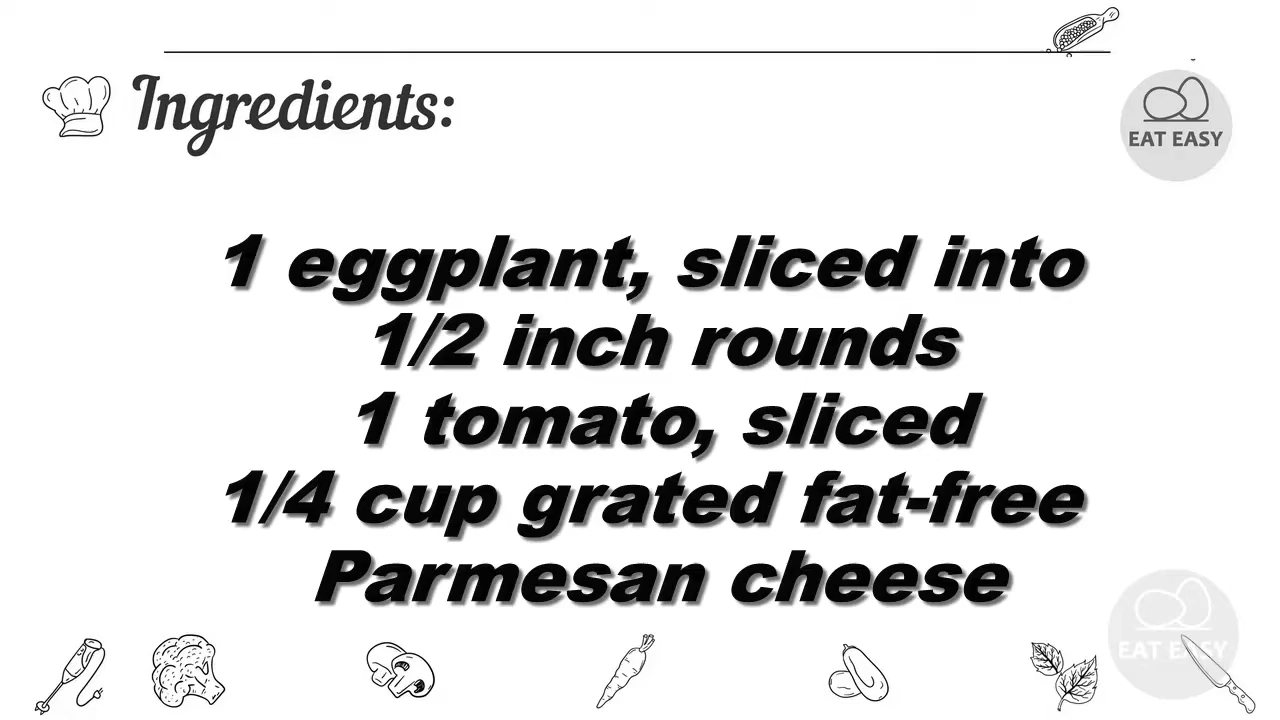 Ingredients:
EAT EASY
1 eggplant, sliced into
1/2 inch rounds
1 tomato, sliced
1/4 cup grated fat-free
Parmesan cheese
EAT EASY